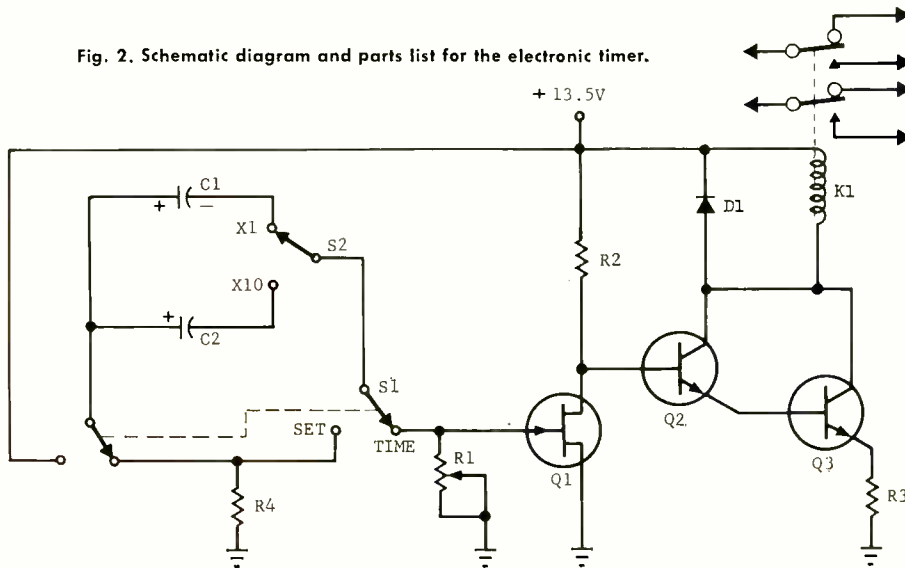 Fig. 2. Schematic diagram and parts list for the electronic timer.
+ 13.5V
C1
+
−
X1
S2
D1
K1
R2
X10
+
C2
S1
SET
TIME
Q2
R1
Q1
Q3
R4
R3